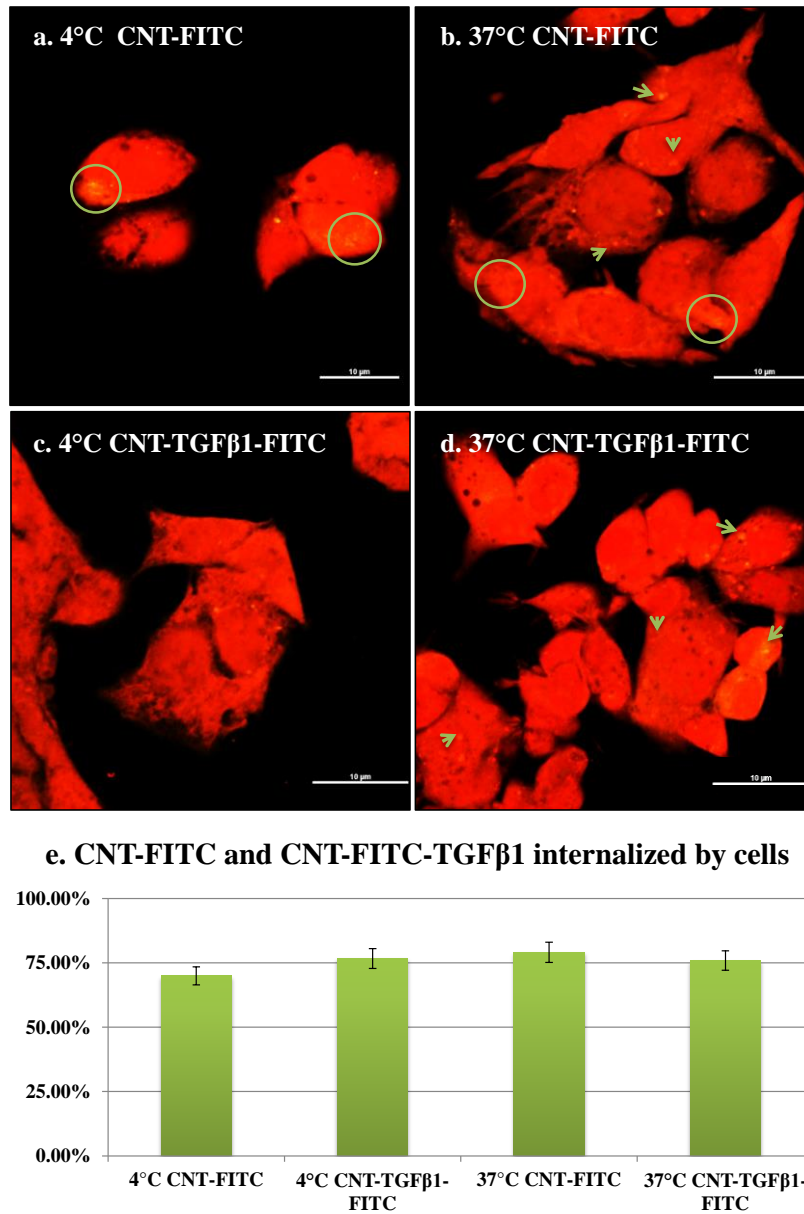 a. 4°C CNT-FITC
b. 37°C CNT-FITC
10 µm
10 µm
c. 4°C CNT-TGFβ1-FITC
d. 37°C CNT-TGFβ1-FITC
10 µm
10 µm
e. CNT-FITC and CNT-FITC-TGFβ1 internalized by cells
100.00%
75.00%
50.00%
25.00%
0.00%
4°C CNT-FITC
4°C CNT-TGFβ1-
FITC
37°C CNT-FITC
37°C CNT-TGFβ1-
FITC